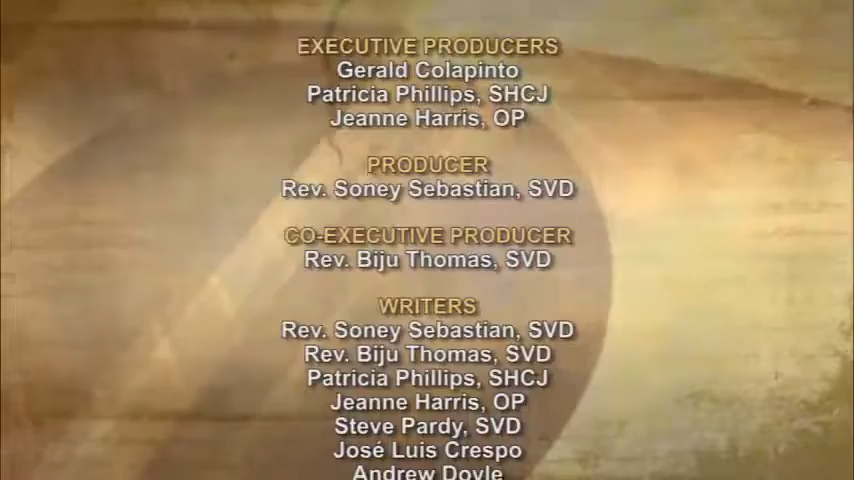 EXECUTIVE PRODUCERS
Gerald Colapinto
Patricia Phillips, SHCJ
Jeanne Harris, OP
PRODUCER
Rev. Soney Sebastian, SVD
CO-EXECUTIVE PRODUCER
Rev. Biju Thomas, SVD
WRITERS
Rev. Soney Sebastian, SVD
Rev. Biju Thomas, SVD
Patricia Phillips, SHCJ
Jeanne Harris, OP
Steve Pardy, SVD
José Luis Crespo
Andrew Doyle